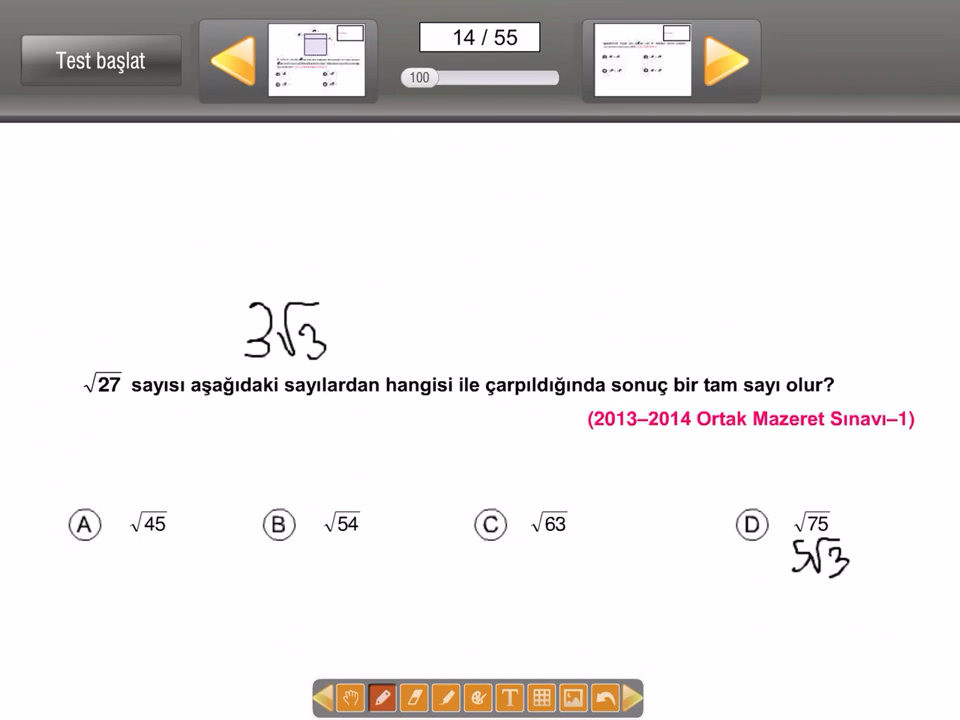 Test başlat
14 / 55
100
3√3
√27 sayısı aşağıdaki sayılardan hangisi ile çarpıldığında sonuç bir tam sayı olur?
(2013–2014 Ortak Mazeret Sınavı–1)
A √45 B √54 C √63 D √75
5√3
T